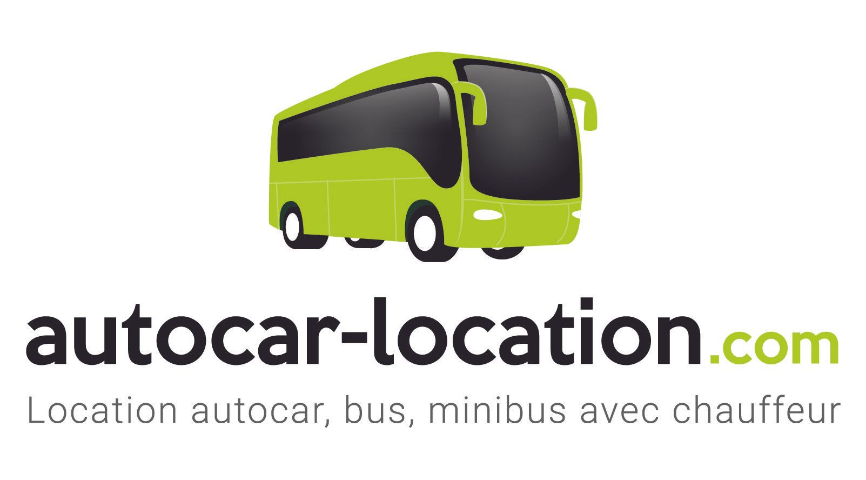 autocar-location.com
Location autocar, bus, minibus avec chauffeur